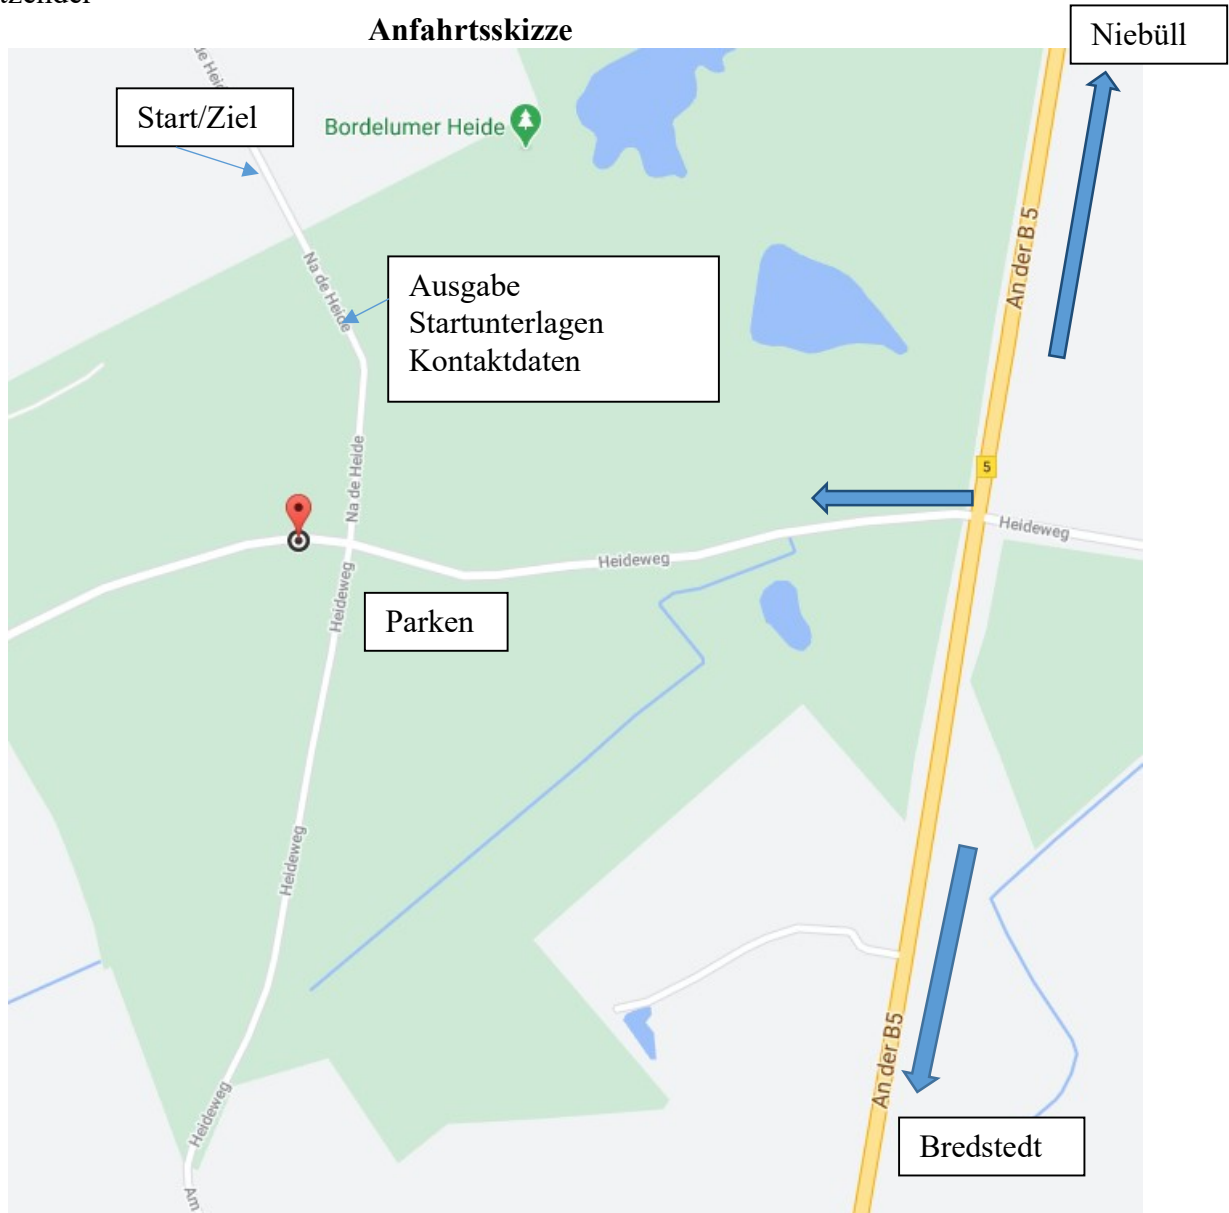 Anfahrtsskizze
Niebüll
Start/Ziel
Bordelumer Heide
Na de Heide
An der B 5
Ausgabe
Startunterlagen
Kontaktdaten
Na de Heide
5
Heideweg
Heideweg
Heideweg
Parken
Heideweg
An der B5
Heideweg
Bredstedt
Am